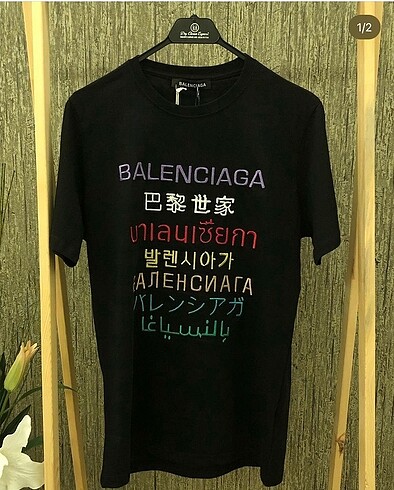 1/2
BALENCIAGA
BALENCIAGA
巴黎世家
บาเลนเซียกา
발렌시아가
БАЛЕНСИАГА
バレンシアガ
بالنسياغا